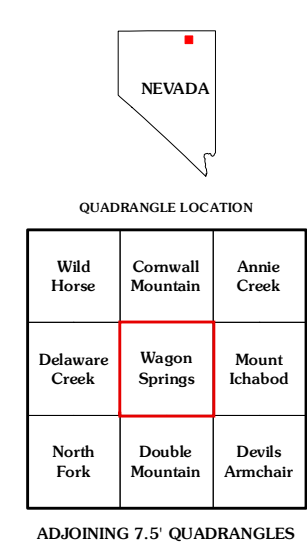 NEVADA
QUADRANGLE LOCATION
Wild
Horse
Cornwall
Mountain
Annie
Creek
Delaware
Creek
Wagon
Springs
Mount
Ichabod
North
Fork
Double
Mountain
Devils
Armchair
ADJOINING 7.5' QUADRANGLES